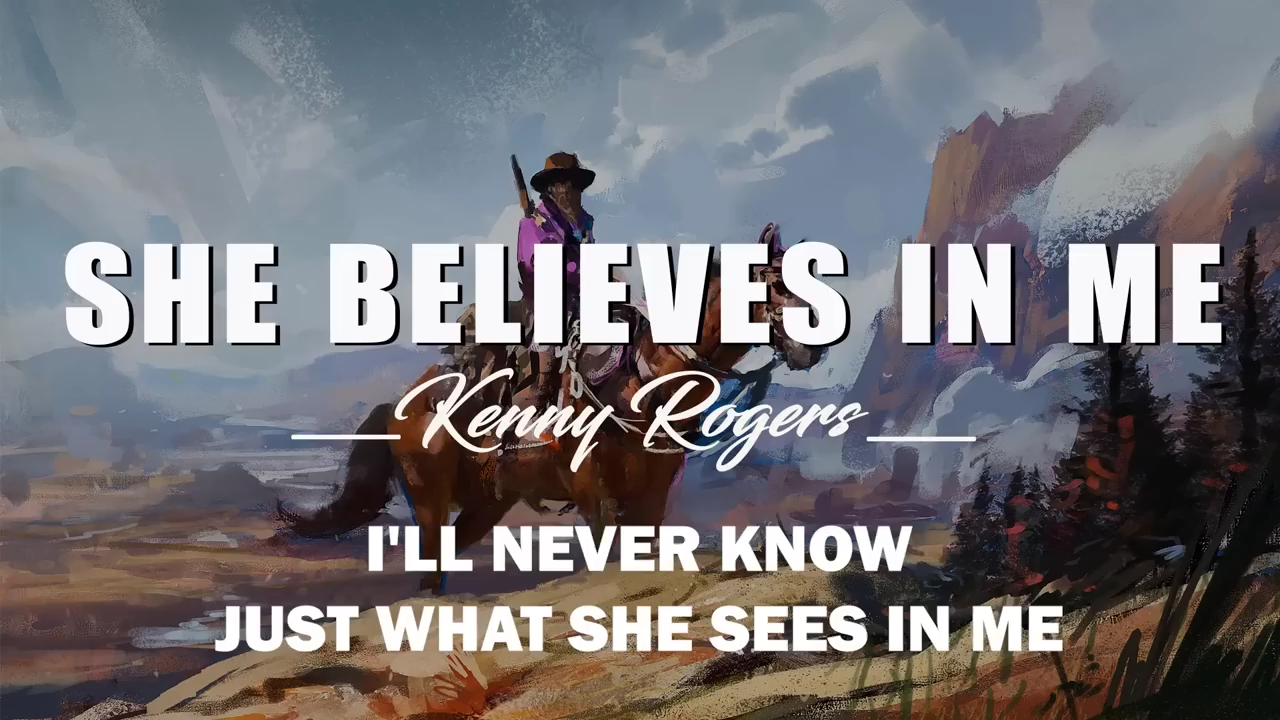 SHE BELIEVES IN ME
Kenny Rogers
I'LL NEVER KNOW
JUST WHAT SHE SEES IN ME